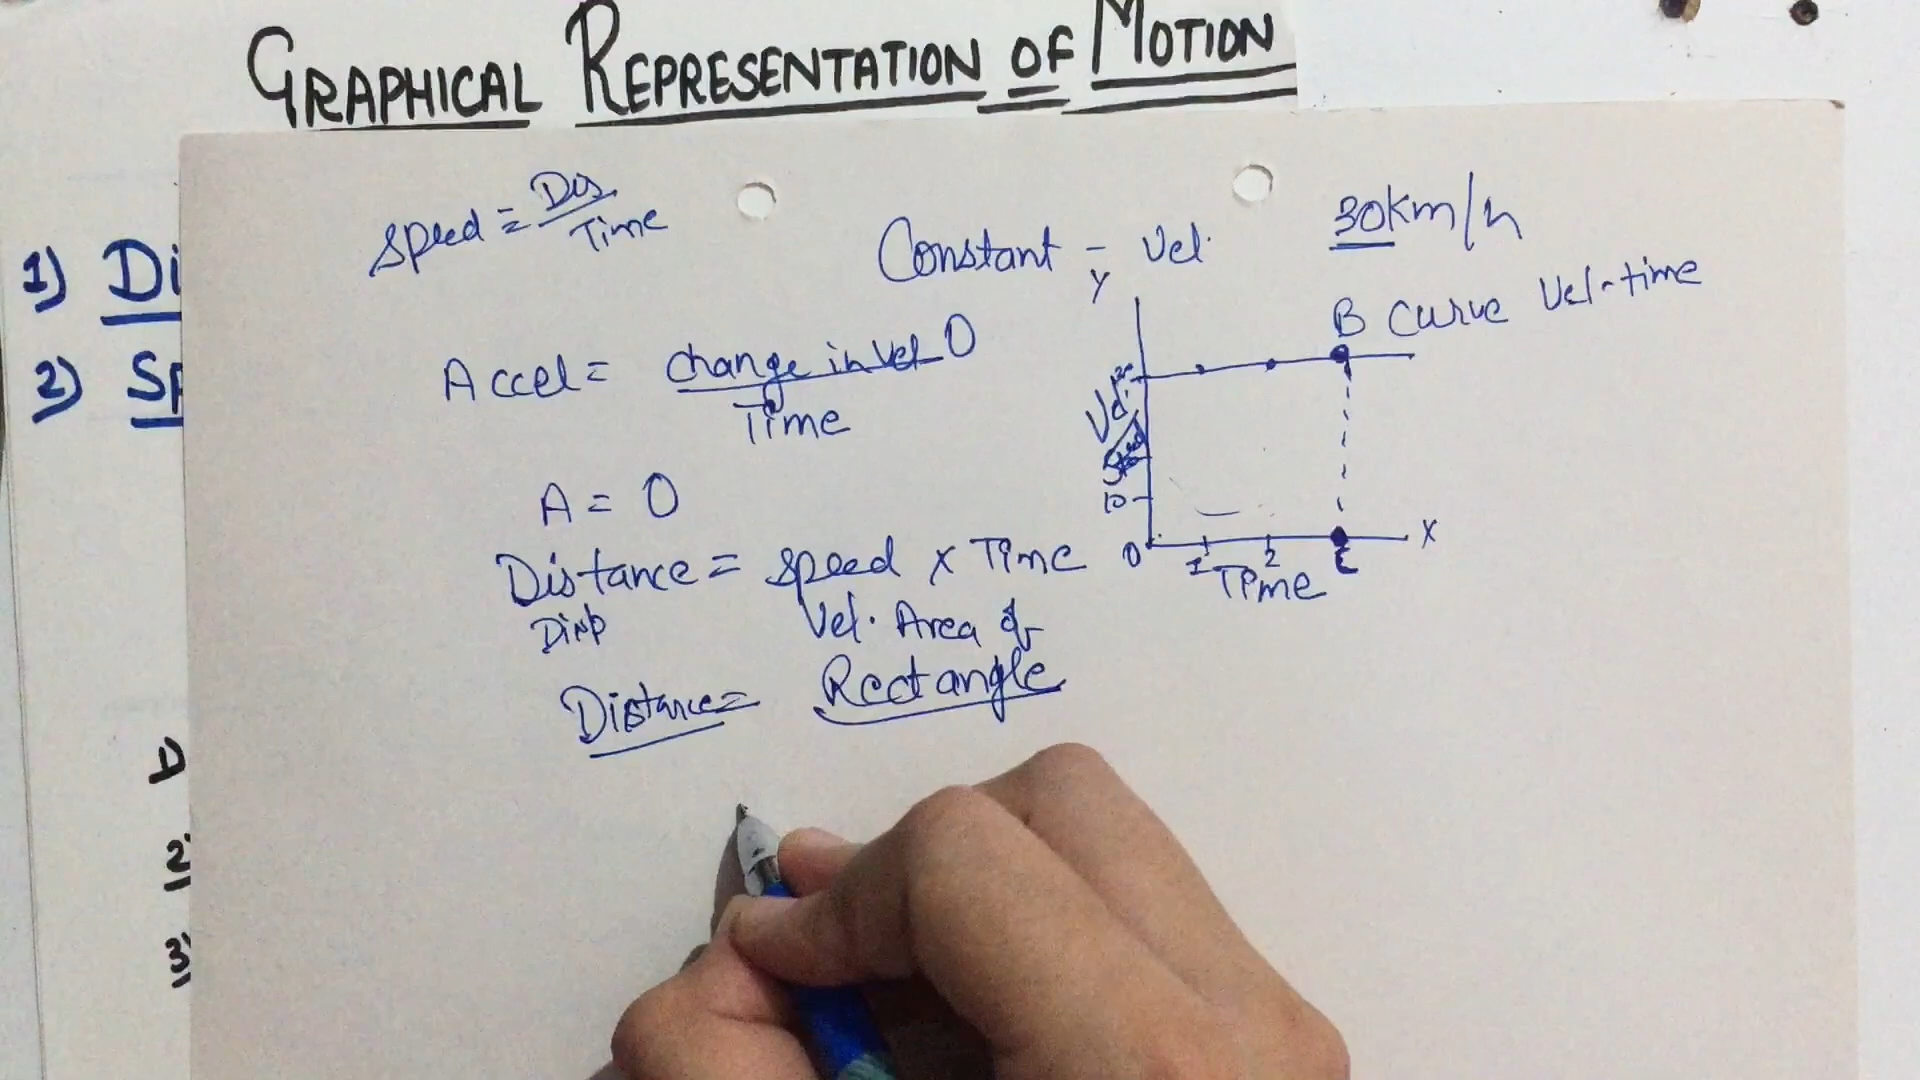 GRAPHICAL REPRESENTATION OF MOTION
1) Di
2) Sp
Speed = Dis / Time
Constant - Vel.
30km/h
Y
B Curve Vel-time
Accel = change in Vel 0
Time
Vel.
A = 0
10
0
1
2
X
Time
Distance = Speed x Time
Disp
Vel. Area of
Distance = Rectangle
1
2
3